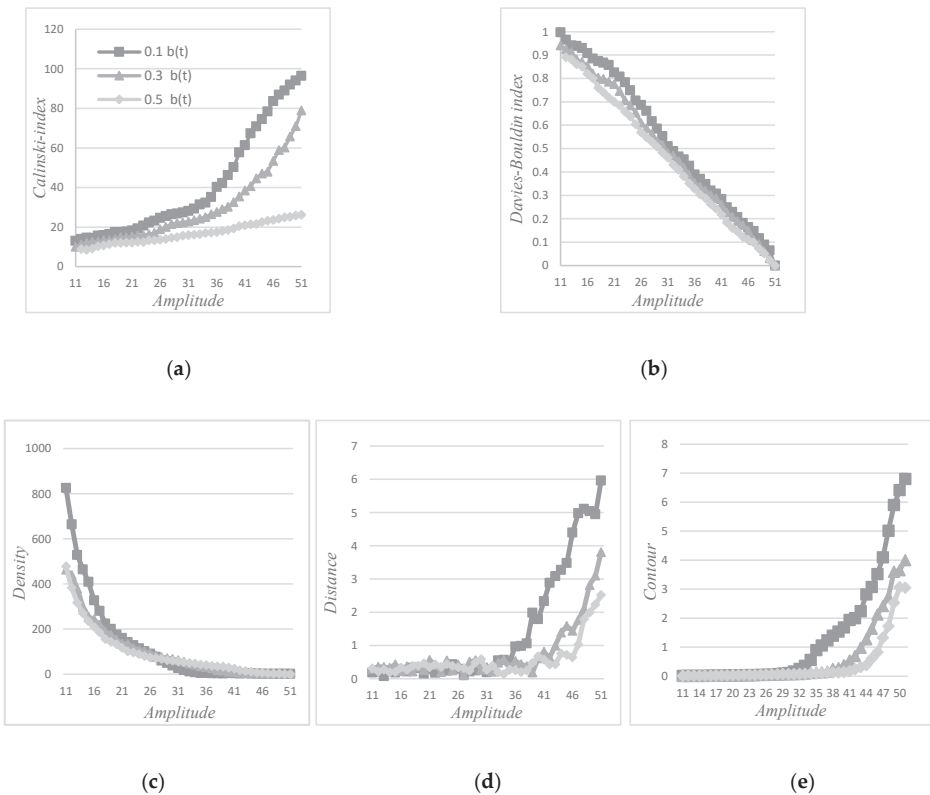 120
100
80
60
40
20
0
Calinski-index
0.1 b(t)
0.3 b(t)
0.5 b(t)
11 16 21 26 31 36 41 46 51
Amplitude
(a)
1
0.9
0.8
0.7
0.6
0.5
0.4
0.3
0.2
0.1
0
Davies-Bouldin index
11 16 21 26 31 36 41 46 51
Amplitude
(b)
1000
800
600
400
200
0
Density
11 16 21 26 31 36 41 46 51
Amplitude
(c)
7
6
5
4
3
2
1
0
Distance
11 16 21 26 31 36 41 46 51
Amplitude
(d)
8
7
6
5
4
3
2
1
0
Contour
11 14 17 20 23 26 29 32 35 38 41 44 47 50
Amplitude
(e)